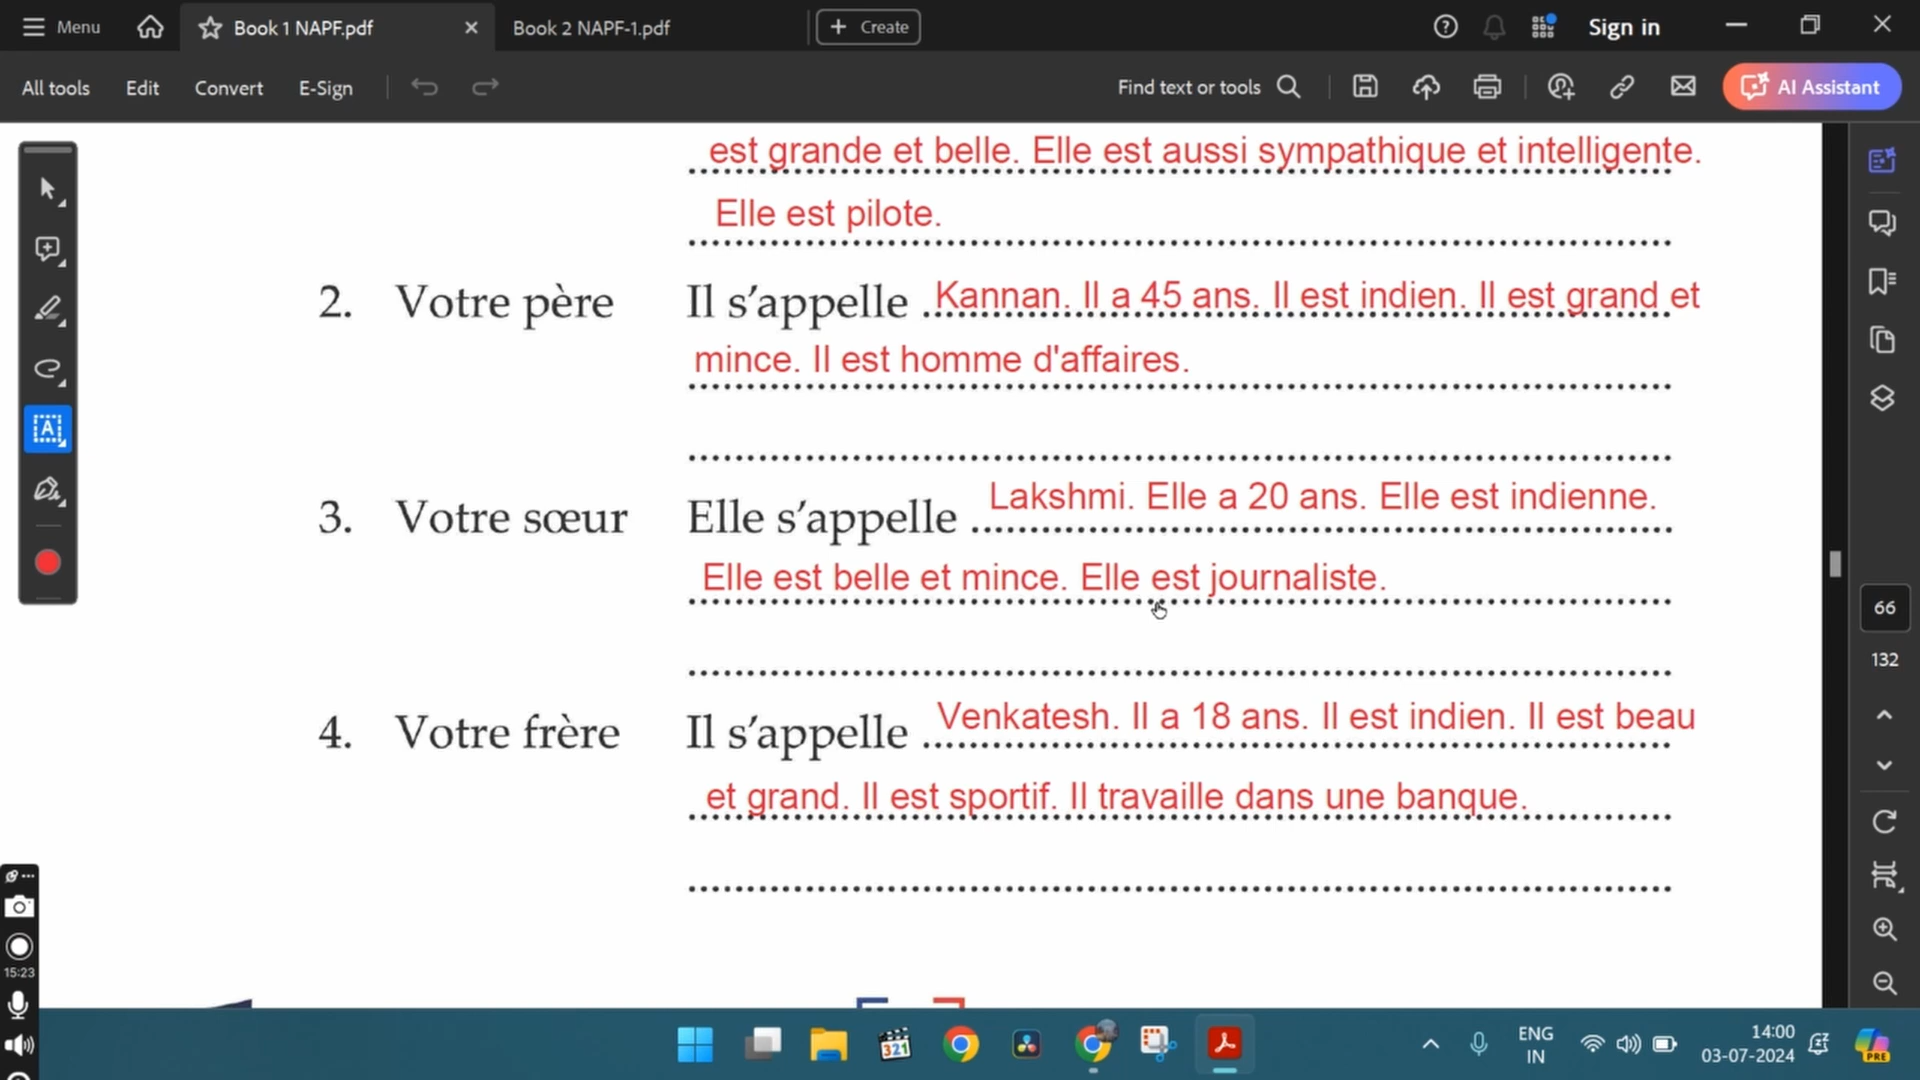 Menu Book 1 NAPF.pdf Book 2 NAPF-1.pdf Create Sign in
All tools Edit Convert E-Sign Find text or tools AI Assistant
est grande et belle. Elle est aussi sympathique et intelligente.
Elle est pilote.
2. Votre père Il s'appelle Kannan. Il a 45 ans. Il est indien. Il est grand et
mince. Il est homme d'affaires.
3. Votre sœur Elle s'appelle Lakshmi. Elle a 20 ans. Elle est indienne.
Elle est belle et mince. Elle est journaliste.
66
132
4. Votre frère Il s'appelle Venkatesh. Il a 18 ans. Il est indien. Il est beau
et grand. Il est sportif. Il travaille dans une banque.
15:23
321
ENG
IN
14:00
03-07-2024
PRE